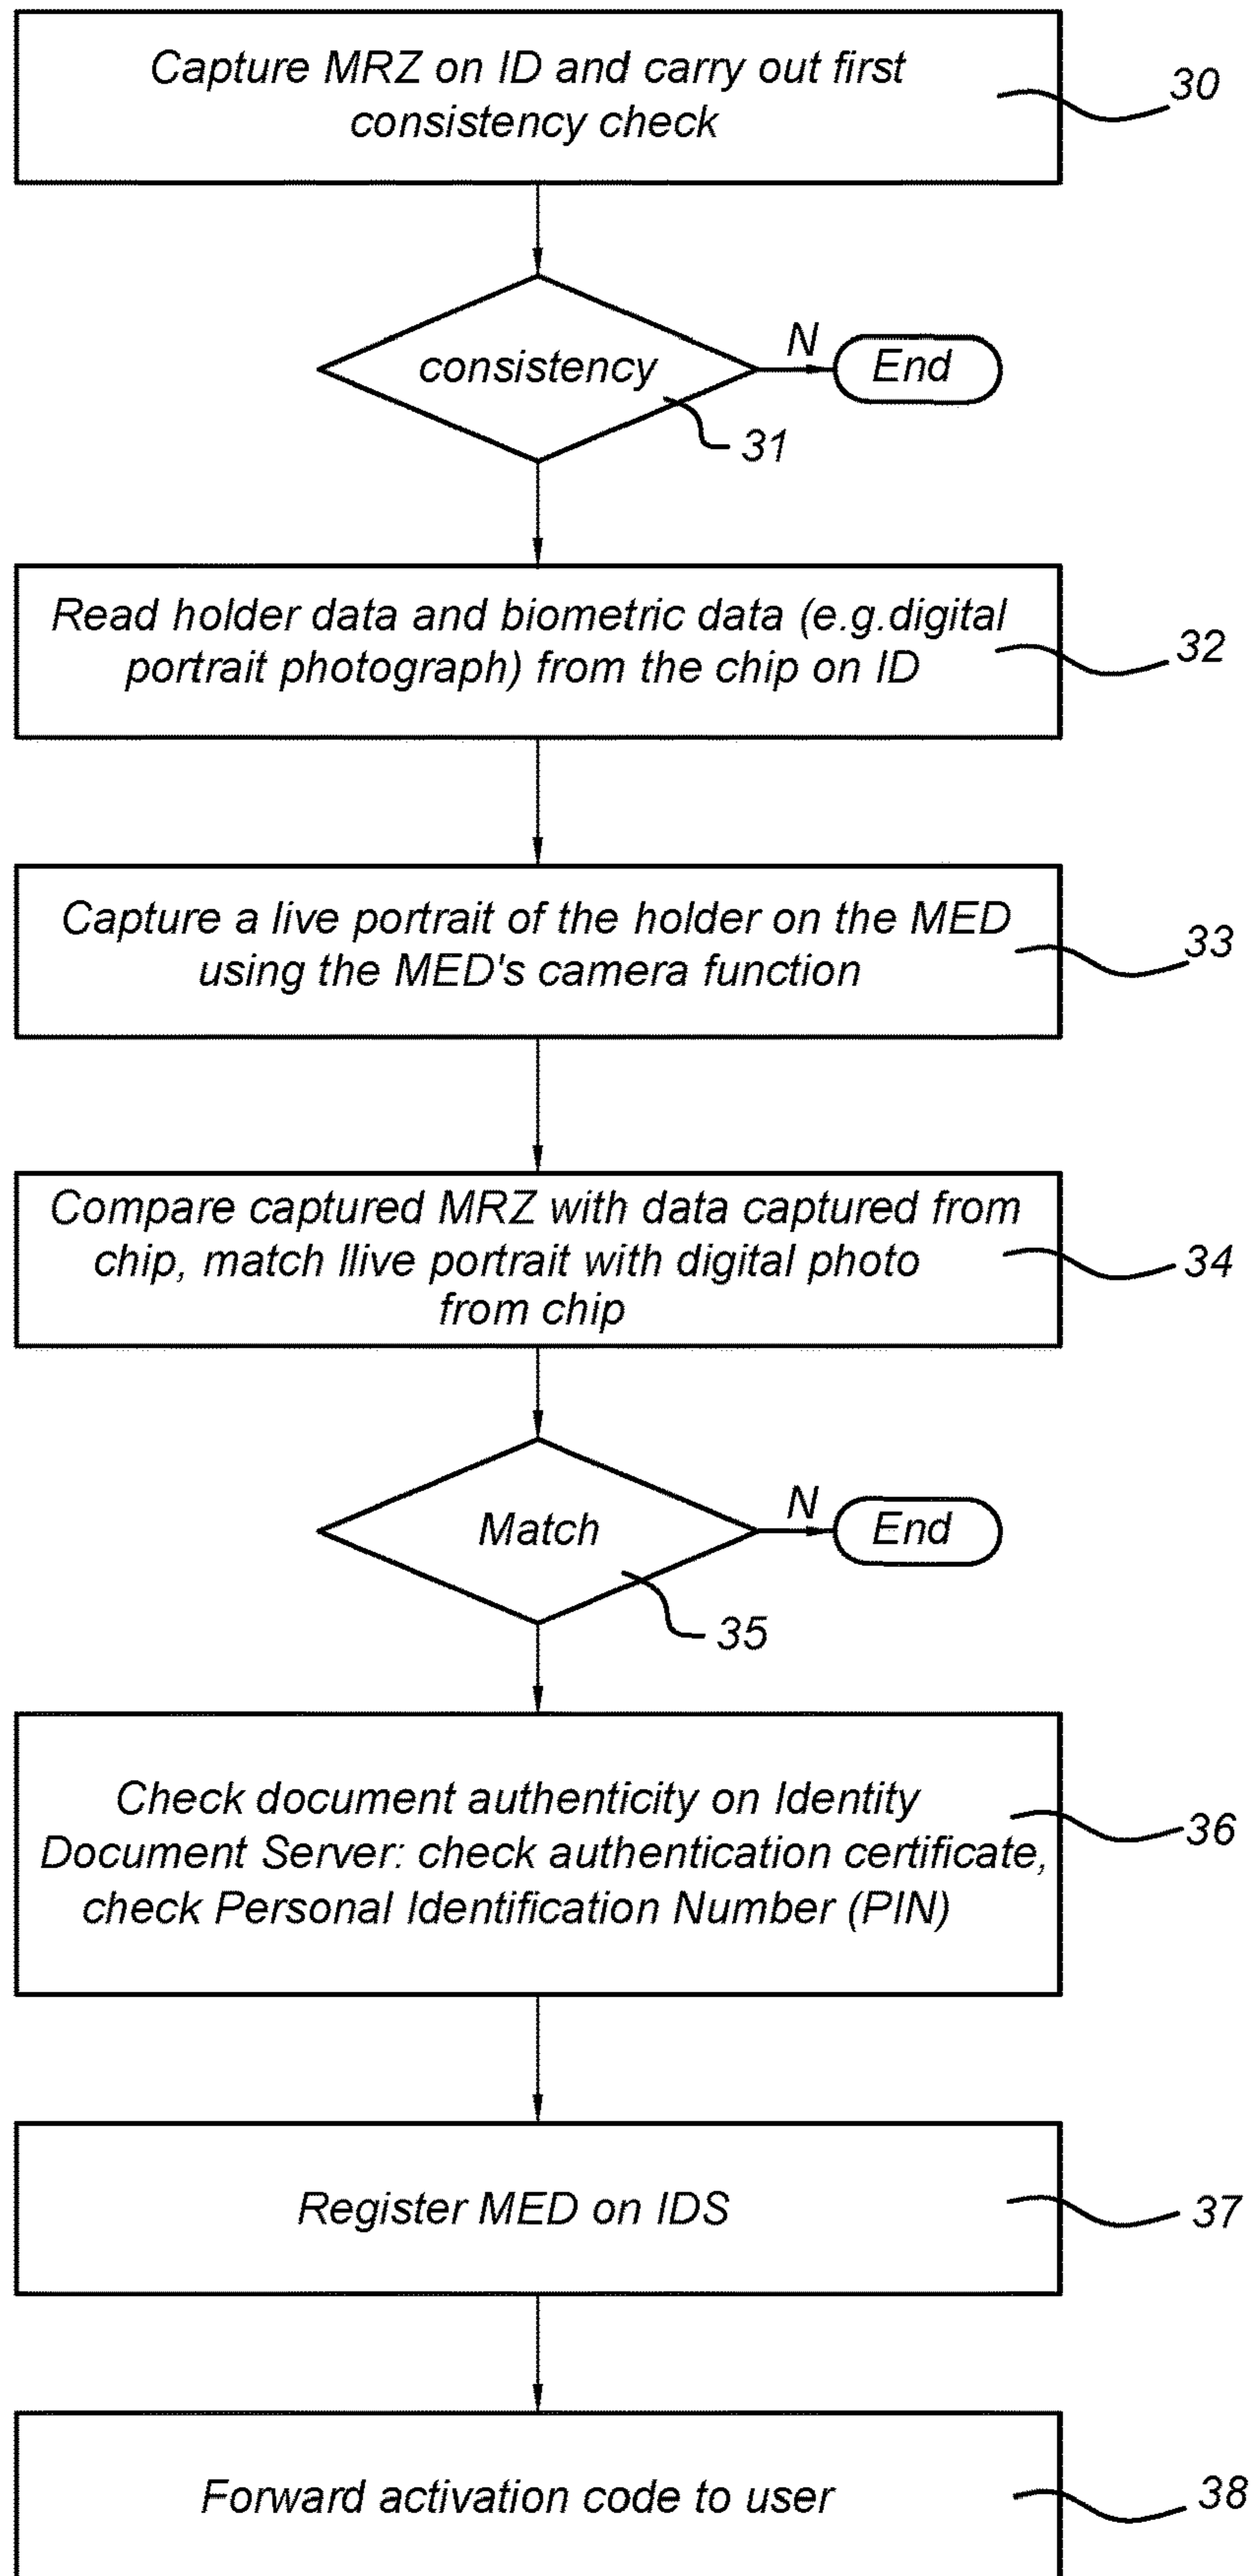 Capture MRZ on ID and carry out first
consistency check
30
consistency
N
End
31
Read holder data and biometric data (e.g.digital
portrait photograph) from the chip on ID
32
Capture a live portrait of the holder on the MED
using the MED's camera function
33
Compare captured MRZ with data captured from
chip, match llive portrait with digital photo
from chip
34
Match
N
End
35
Check document authenticity on Identity
Document Server: check authentication certificate,
check Personal Identification Number (PIN)
36
Register MED on IDS
37
Forward activation code to user
38